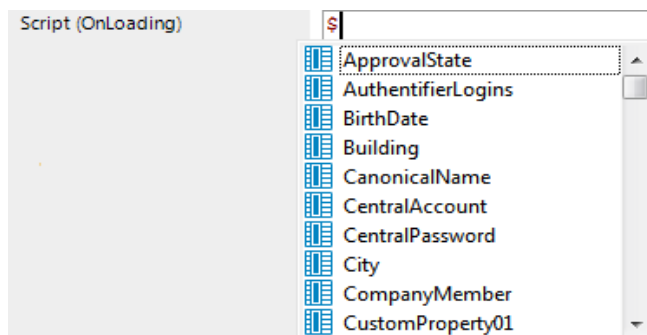 Script (OnLoading) $
ApprovalState
AuthentifierLogins
BirthDate
Building
CanonicalName
CentralAccount
CentralPassword
City
CompanyMember
CustomProperty01